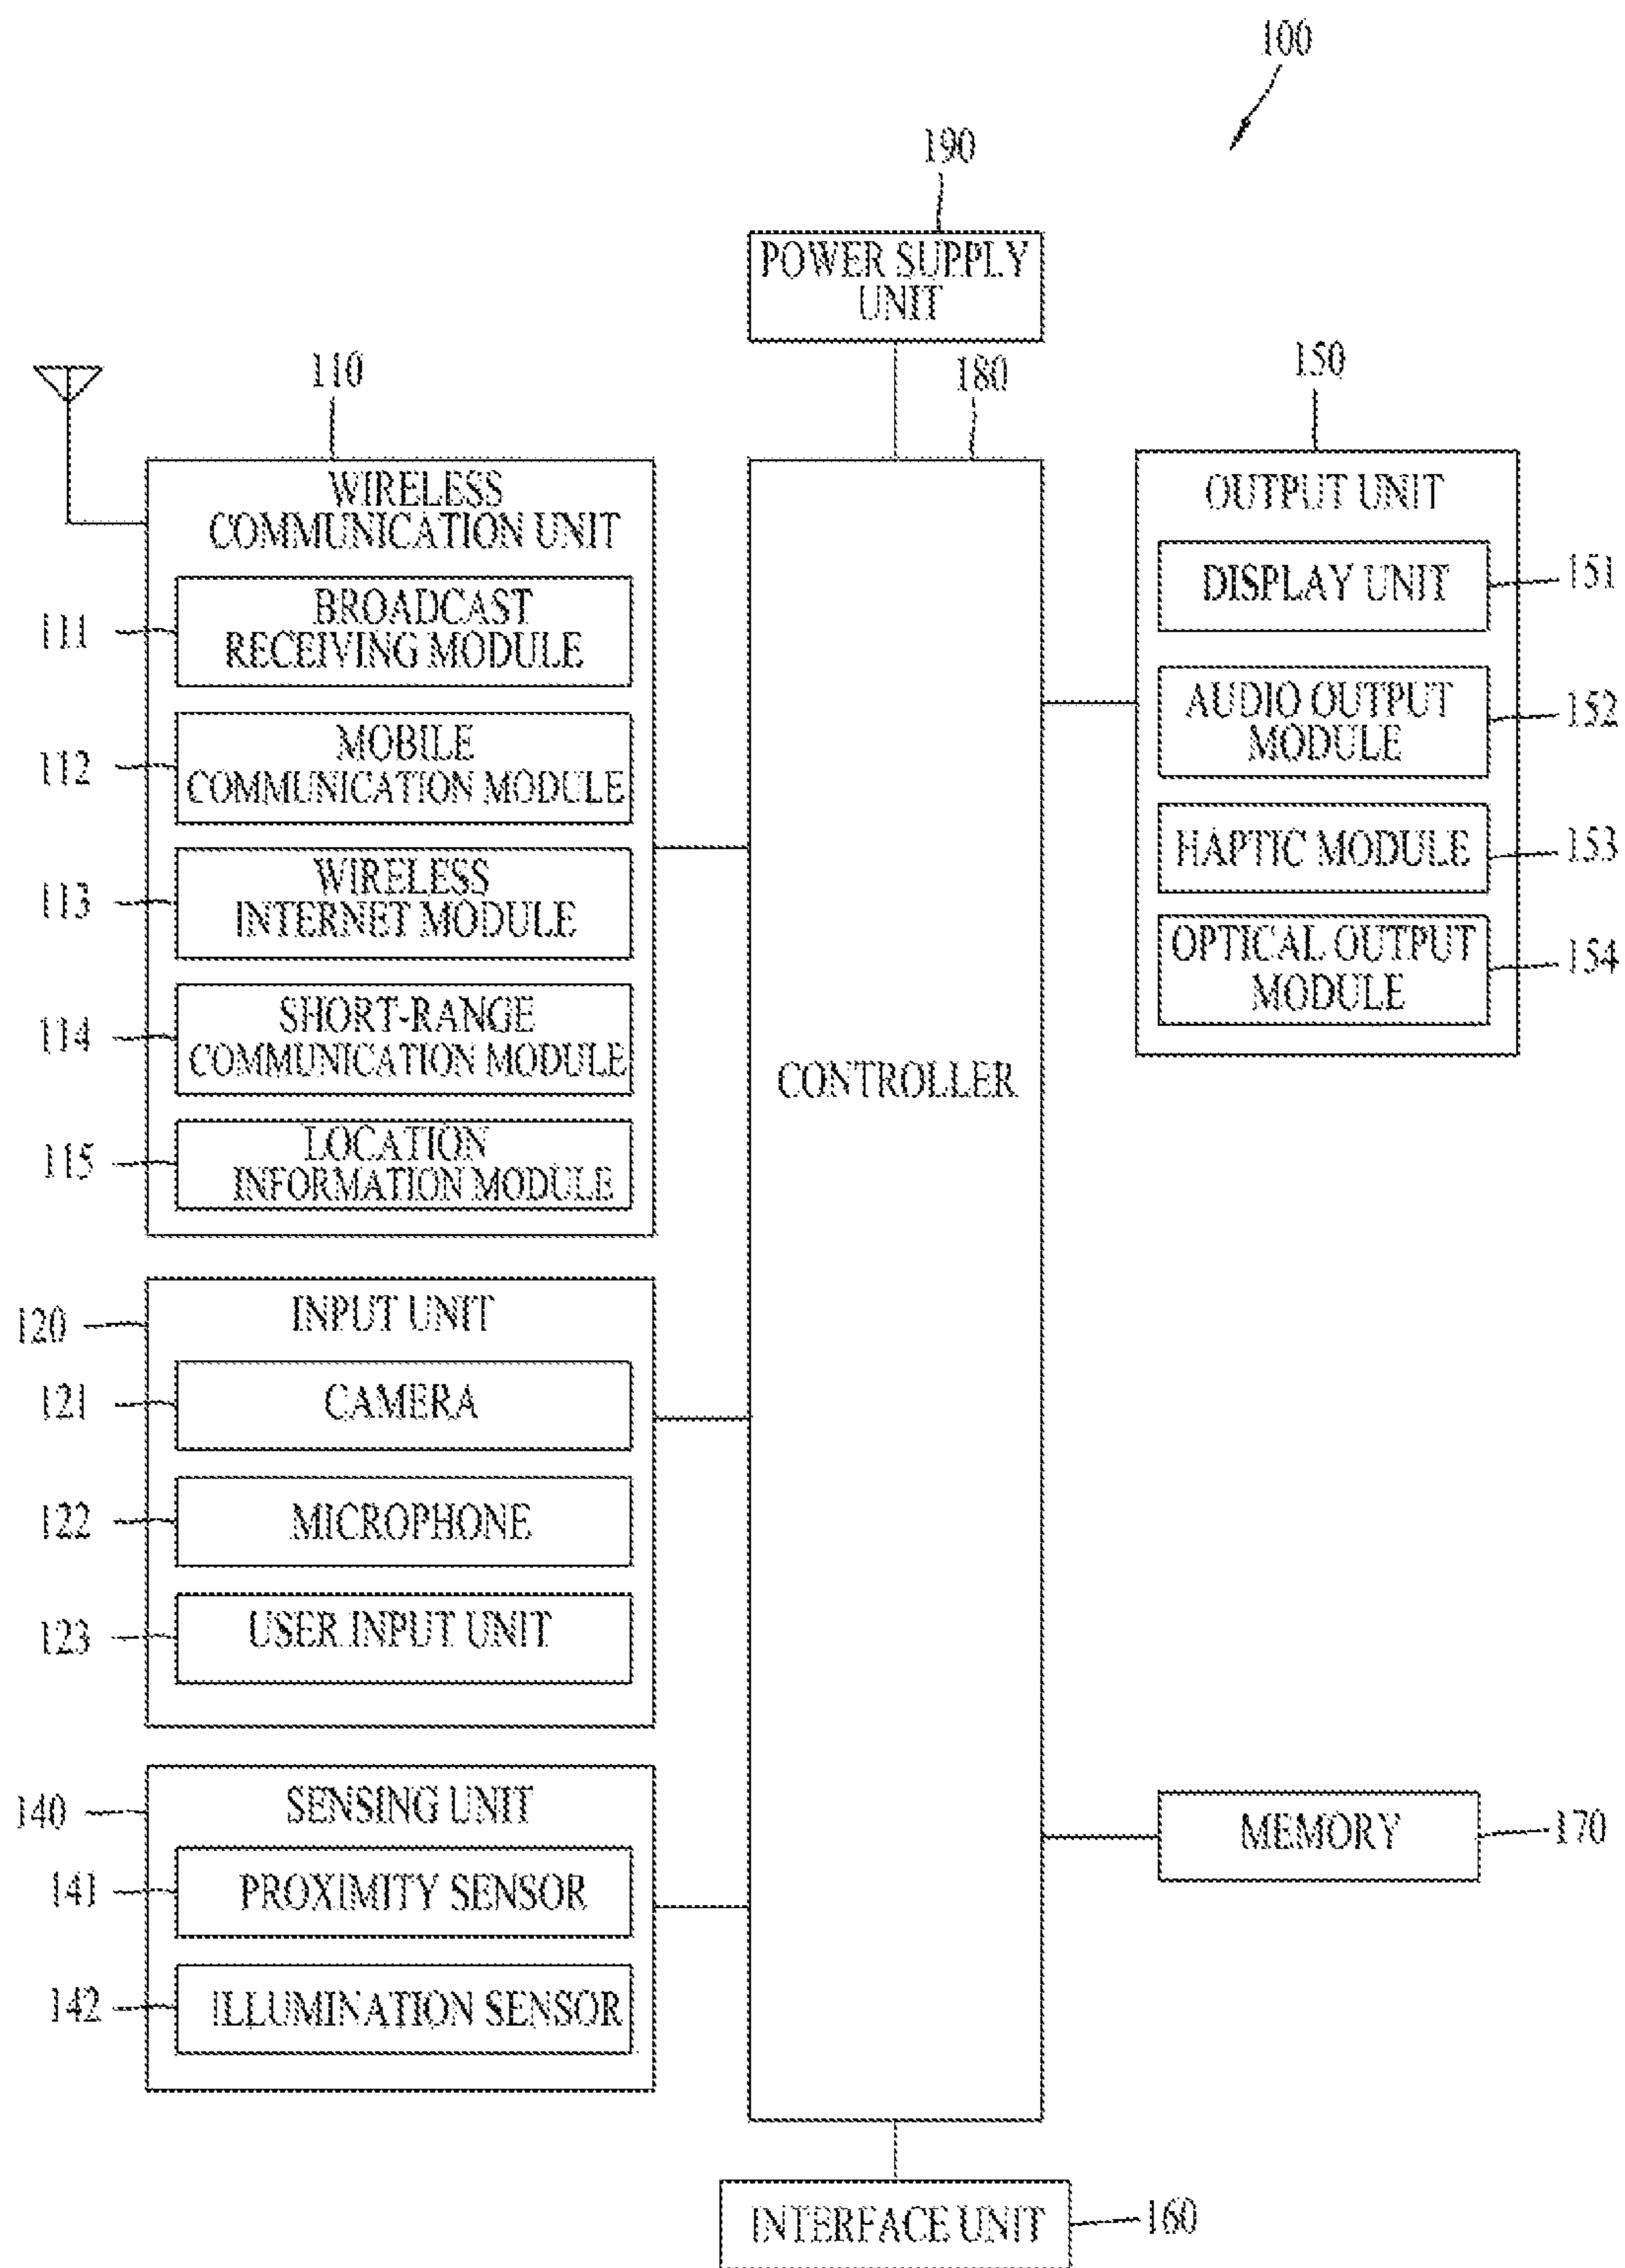 100
190
POWER SUPPLY
UNIT
110
180
150
WIRELESS
COMMUNICATION UNIT
111
BROADCAST
RECEIVING MODULE
112
MOBILE
COMMUNICATION MODULE
113
WIRELESS
INTERNET MODULE
114
SHORT-RANGE
COMMUNICATION MODULE
115
LOCATION
INFORMATION MODULE
120
INPUT UNIT
121
CAMERA
122
MICROPHONE
123
USER INPUT UNIT
140
SENSING UNIT
141
PROXIMITY SENSOR
142
ILLUMINATION SENSOR
CONTROLLER
OUTPUT UNIT
DISPLAY UNIT
151
AUDIO OUTPUT
MODULE
152
HAPTIC MODULE
153
OPTICAL OUTPUT
MODULE
154
MEMORY
170
INTERFACE UNIT
160